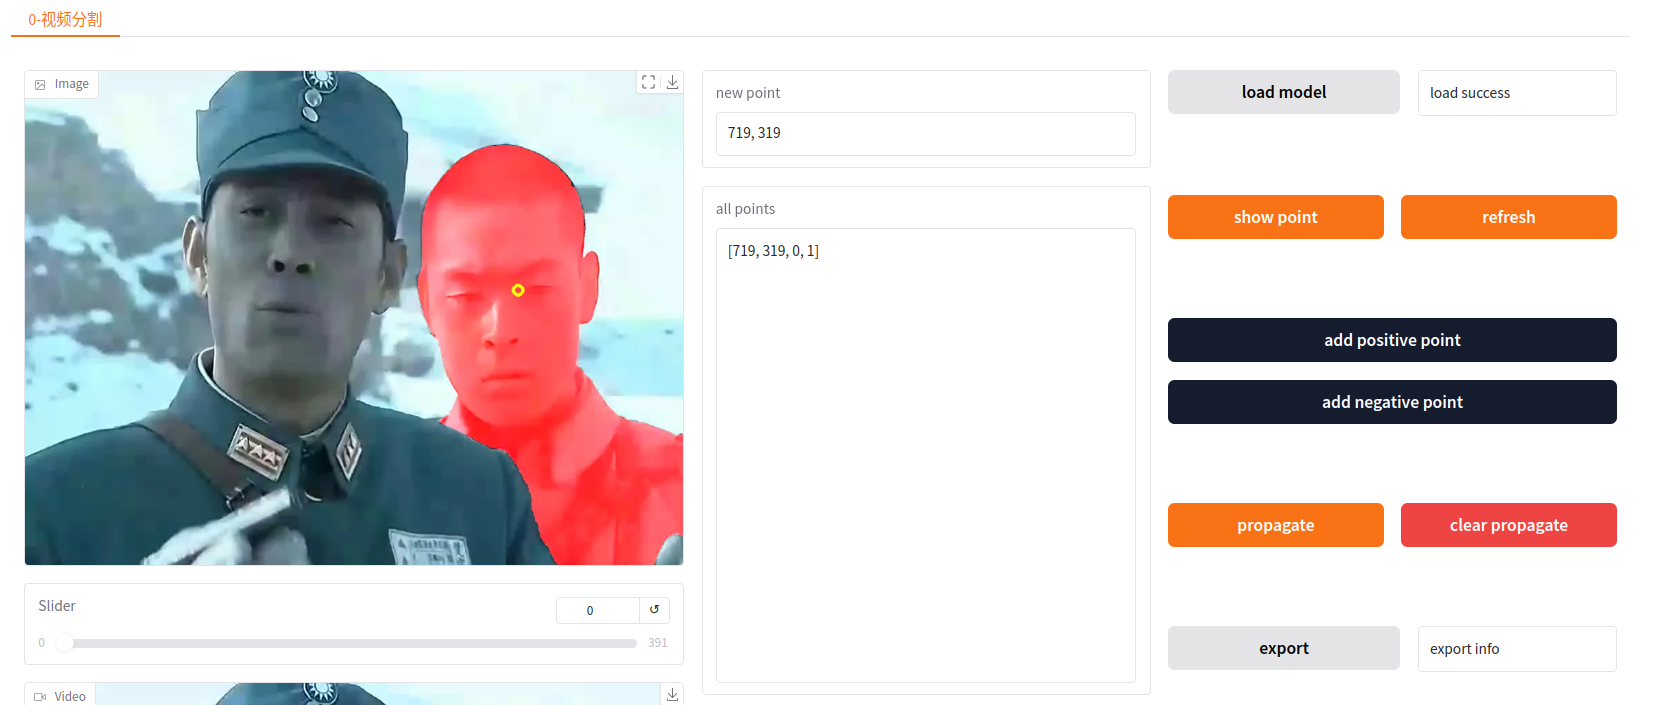 0-视频分割
Image
new point
719, 319
all points
[719, 319, 0, 1]
load model
load success
show point
refresh
add positive point
add negative point
propagate
clear propagate
export
export info
Slider
0
0
391
Video